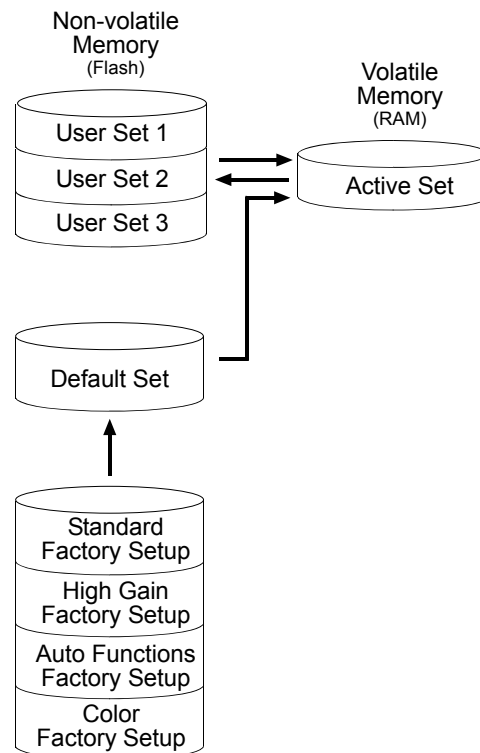 Non-volatile
Memory
(Flash)
User Set 1
User Set 2
User Set 3
Volatile
Memory
(RAM)
Active Set
Default Set
Standard
Factory Setup
High Gain
Factory Setup
Auto Functions
Factory Setup
Color
Factory Setup